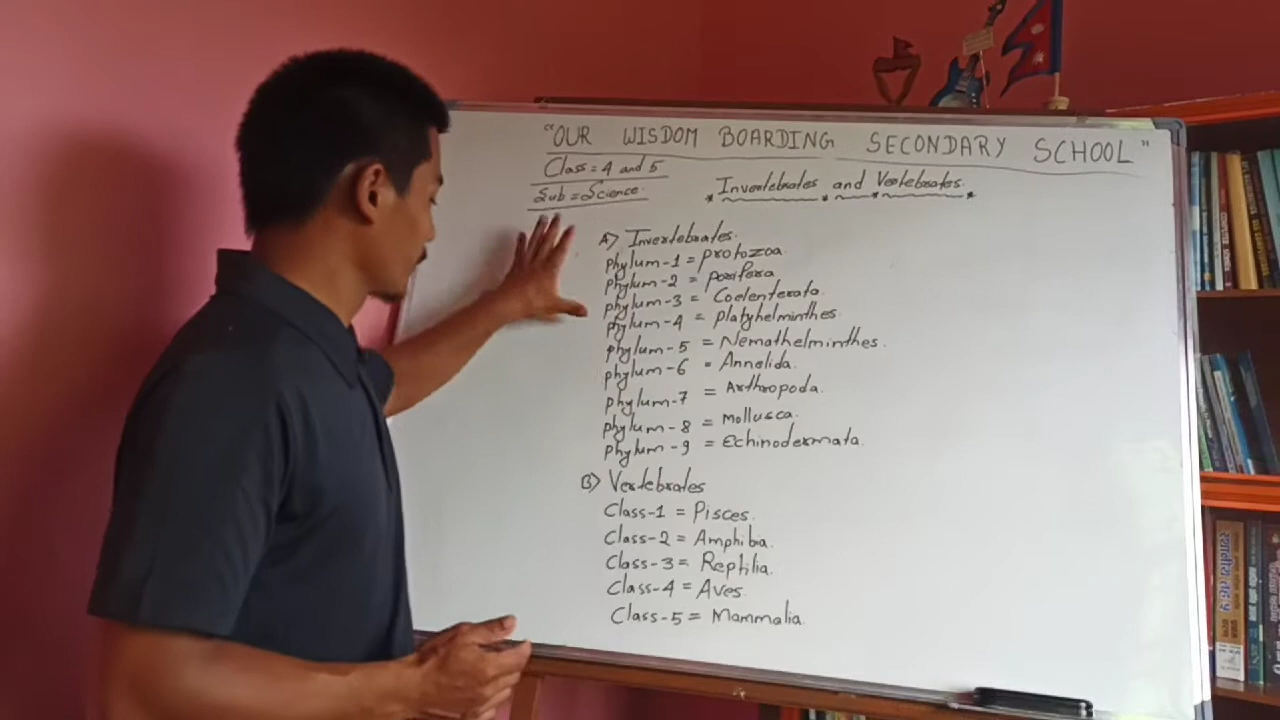 "OUR WISDOM BOARDING SECONDARY SCHOOL"
Class = 4 and 5
Sub = Science.
Invertebrates and Vertebrates.
A) Invertebrates.
phylum-1 = protozoa.
phylum-2 = porifera
phylum-3 = Coelenterata.
phylum-4 = platyhelminthes.
phylum-5 = Nemathelminthes.
phylum-6 = Annelida.
phylum-7 = Arthropoda.
phylum-8 = Mollusca.
phylum-9 = Echinodermata.
B) Vertebrates
Class-1 = Pisces.
Class-2 = Amphibia.
Class-3 = Reptilia.
Class-4 = Aves.
Class-5 = Mammalia.